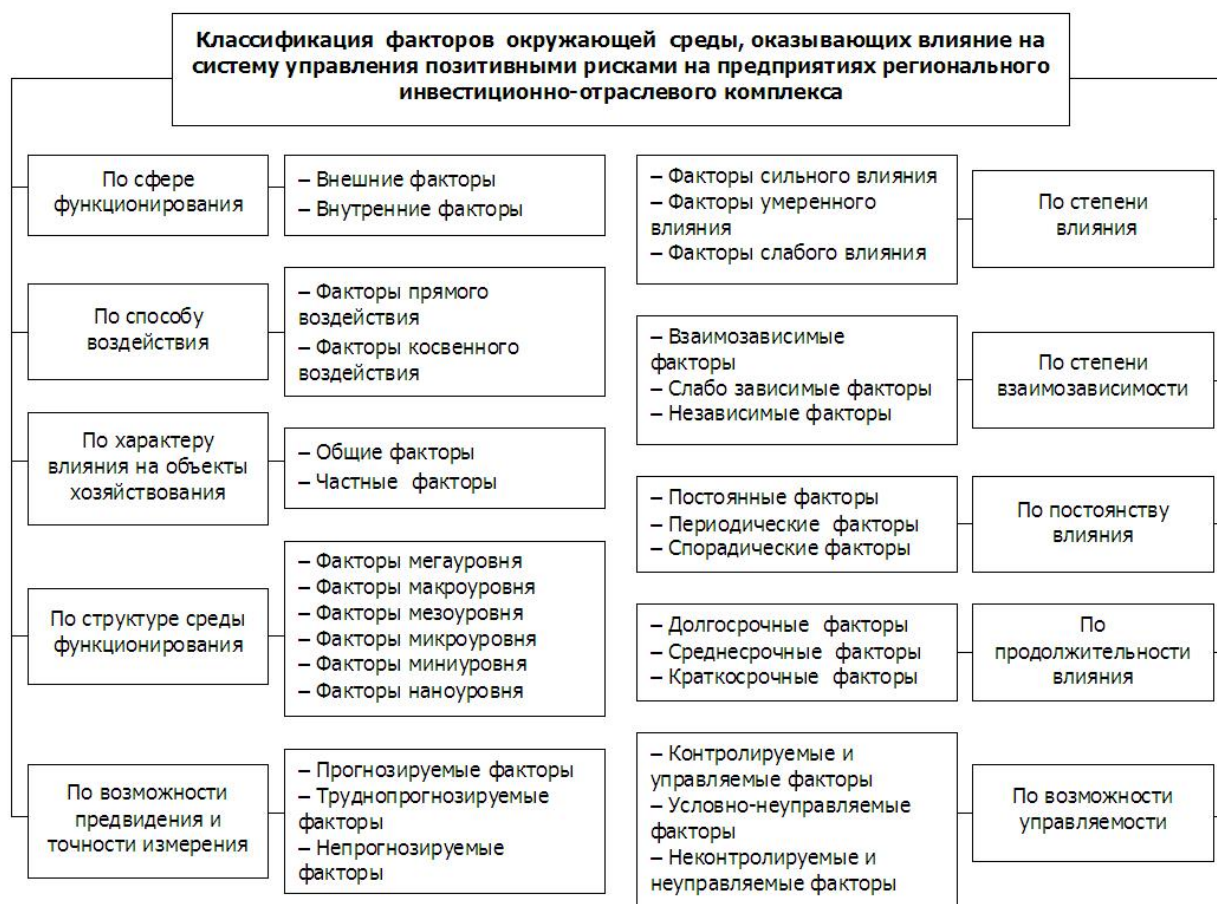 Классификация факторов окружающей среды, оказывающих влияние на
систему управления позитивными рисками на предприятиях регионального
инвестиционно-отраслевого комплекса
По сфере
функционирования
– Внешние факторы
– Внутренние факторы
По способу
воздействия
– Факторы прямого
воздействия
– Факторы косвенного
воздействия
По характеру
влияния на объекты
хозяйствования
– Общие факторы
– Частные факторы
По структуре среды
функционирования
– Факторы мегауровня
– Факторы макроуровня
– Факторы мезоуровня
– Факторы микроуровня
– Факторы миниуровня
– Факторы наноуровня
По возможности
предвидения и
точности измерения
– Прогнозируемые факторы
– Труднопрогнозируемые
факторы
– Непрогнозируемые
факторы
– Факторы сильного влияния
– Факторы умеренного
влияния
– Факторы слабого влияния
По степени
влияния
– Взаимозависимые
факторы
– Слабо зависимые факторы
– Независимые факторы
По степени
взаимозависимости
– Постоянные факторы
– Периодические факторы
– Спорадические факторы
По постоянству
влияния
– Долгосрочные факторы
– Среднесрочные факторы
– Краткосрочные факторы
По
продолжительности
влияния
– Контролируемые и
управляемые факторы
– Условно-неуправляемые
факторы
– Неконтролируемые и
неуправляемые факторы
По возможности
управляемости